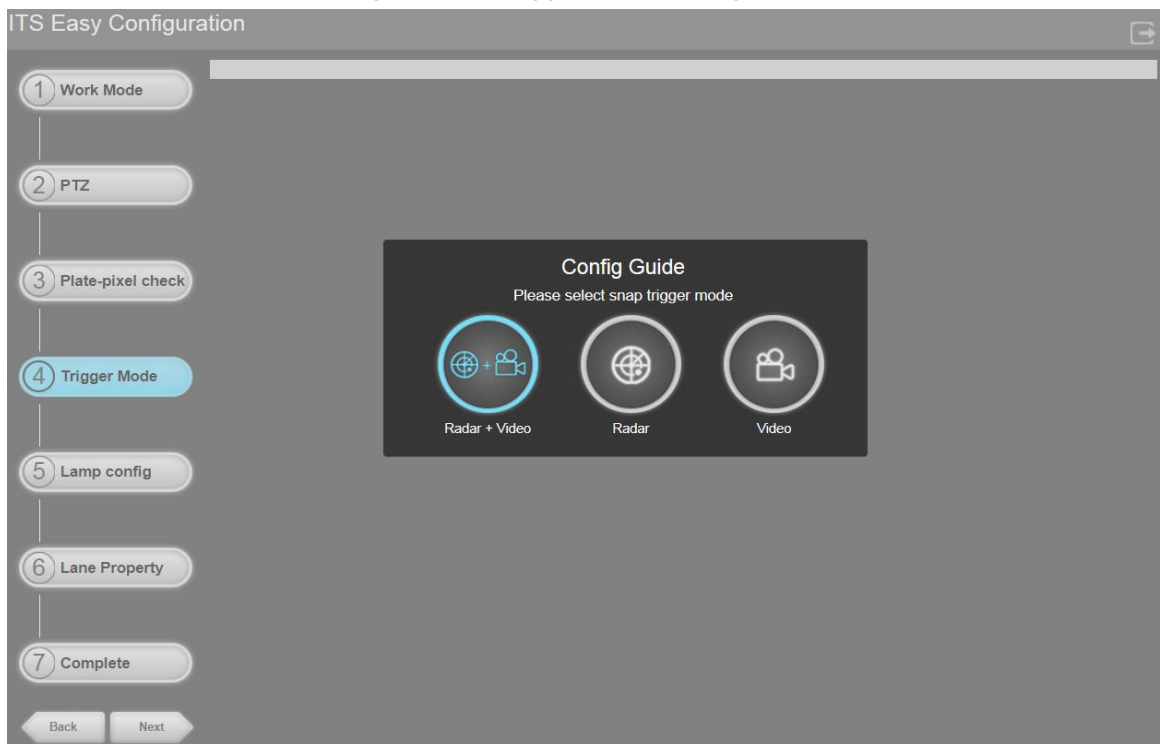 ITS Easy Configuration
1 Work Mode
2 PTZ
3 Plate-pixel check
4 Trigger Mode
5 Lamp config
6 Lane Property
7 Complete
Back Next
Config Guide
Please select snap trigger mode
Radar + Video Radar Video